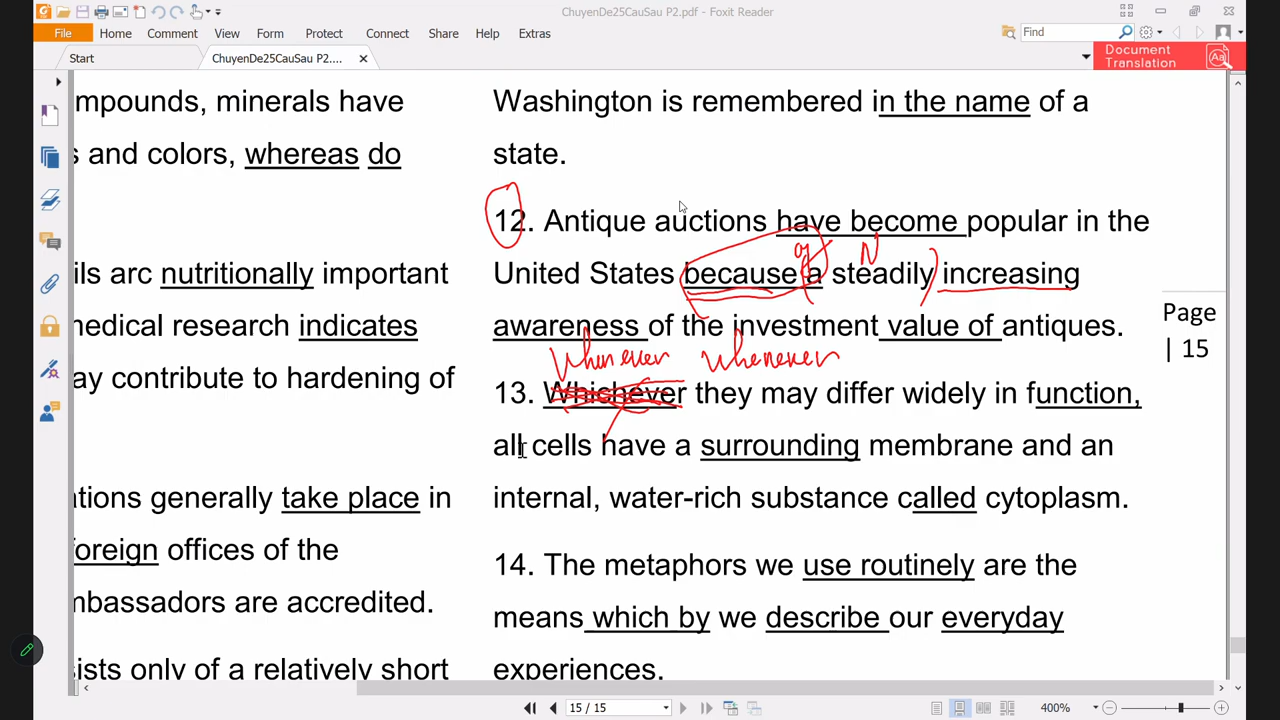 ChuyenDe25CauSau P2.pdf - Foxit Reader
File Home Comment View Form Protect Connect Share Help Extras Find
Start ChuyenDe25CauSau P2.... Document Translation
mpounds, minerals have
s and colors, whereas do
ils arc nutritionally important
nedical research indicates
ay contribute to hardening of
tions generally take place in
foreign offices of the
mbassadors are accredited.
sists only of a relatively short
Washington is remembered in the name of a
state.
12. Antique auctions have become popular in the
of N
United States because a steadily increasing
awareness of the investment value of antiques.
Whenever whenever
13. Whichever they may differ widely in function,
all cells have a surrounding membrane and an
internal, water-rich substance called cytoplasm.
14. The metaphors we use routinely are the
means which by we describe our everyday
experiences.
Page
| 15
15 / 15 400%